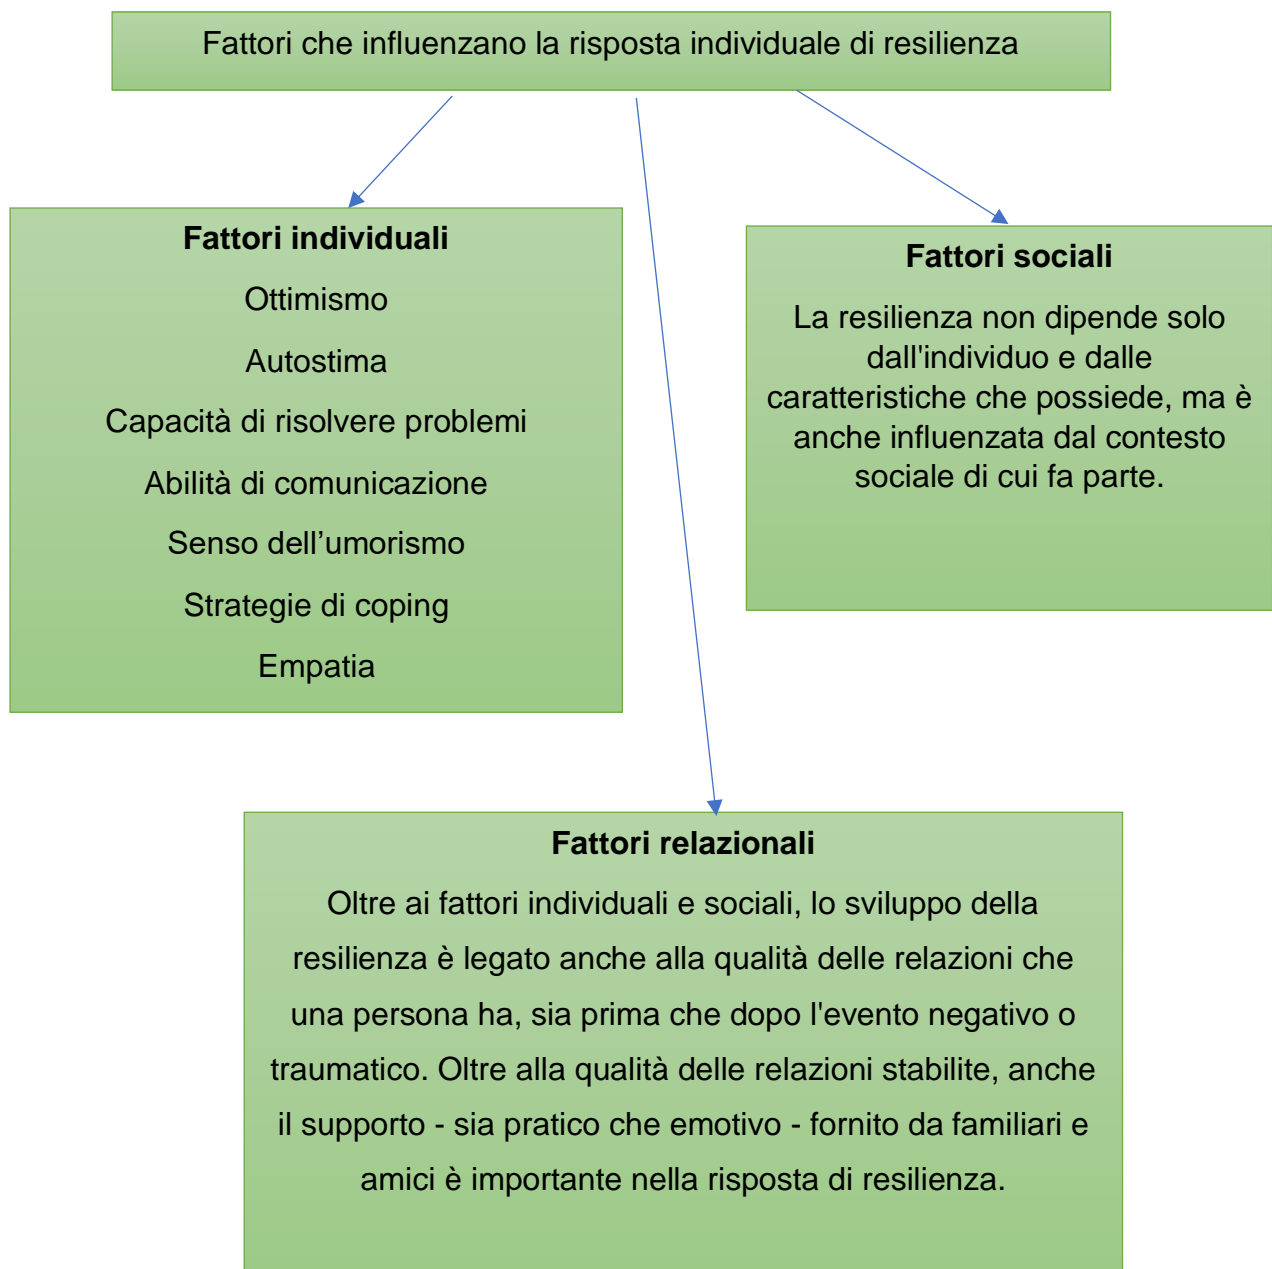 Fattori che influenzano la risposta individuale di resilienza
Fattori individuali
Ottimismo
Autostima
Capacità di risolvere problemi
Abilità di comunicazione
Senso dell’umorismo
Strategie di coping
Empatia
Fattori sociali
La resilienza non dipende solo
dall'individuo e dalle
caratteristiche che possiede, ma è
anche influenzata dal contesto
sociale di cui fa parte.
Fattori relazionali
Oltre ai fattori individuali e sociali, lo sviluppo della
resilienza è legato anche alla qualità delle relazioni che
una persona ha, sia prima che dopo l'evento negativo o
traumatico. Oltre alla qualità delle relazioni stabilite, anche
il supporto - sia pratico che emotivo - fornito da familiari e
amici è importante nella risposta di resilienza.